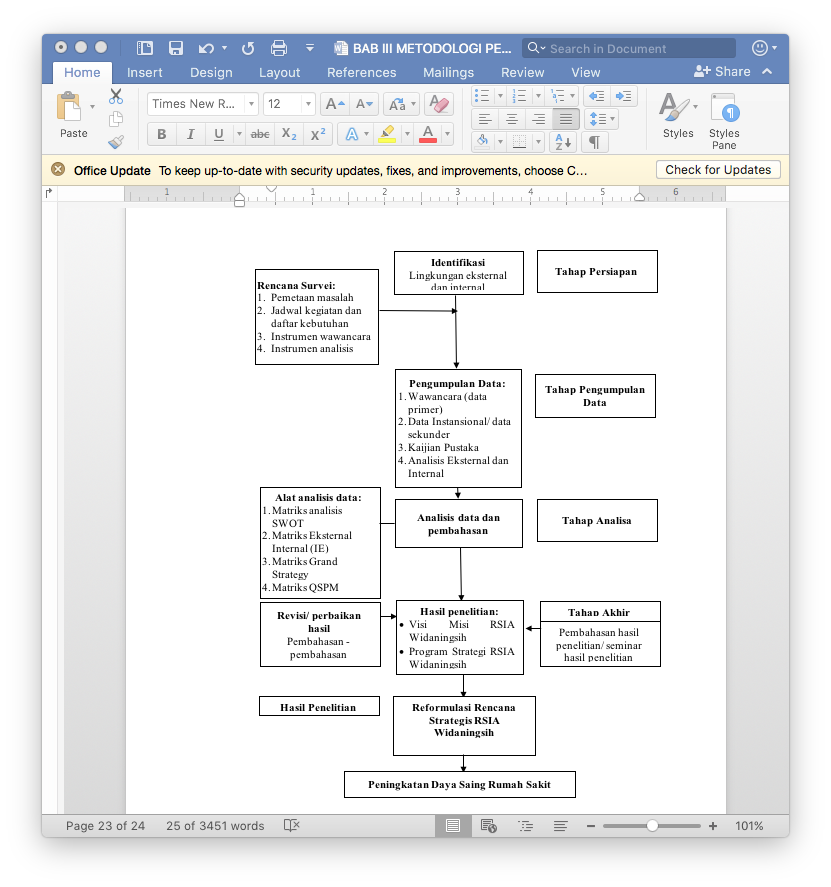 BAB III METODOLOGI PE...
Search in Document
Home Insert Design Layout References Mailings Review View Share
Paste
Times New R... 12
Styles
Styles Pane
Office Update To keep up-to-date with security updates, fixes, and improvements, choose C...
Check for Updates
1 1 2 3 4 5 6
Identifikasi
Lingkungan eksternal
dan internal
Tahap Persiapan
Rencana Survei:
1. Pemetaan masalah
2. Jadwal kegiatan dan
daftar kebutuhan
3. Instrumen wawancara
4. Instrumen analisis
Pengumpulan Data:
1. Wawancara (data
primer)
2. Data Instansional/ data
sekunder
3. Kaijian Pustaka
4. Analisis Eksternal dan
Internal
Tahap Pengumpulan
Data
Alat analisis data:
1. Matriks analisis
SWOT
2. Matriks Eksternal
Internal (IE)
3. Matriks Grand
Strategy
4. Matriks QSPM
Analisis data dan
pembahasan
Tahap Analisa
Revisi/ perbaikan
hasil
Pembahasan -
pembahasan
Hasil penelitian:
• Visi Misi RSIA
Widaningsih
• Program Strategi RSIA
Widaningsih
Tahap Akhir
Pembahasan hasil
penelitian/ seminar
hasil penelitian
Hasil Penelitian
Reformulasi Rencana
Strategis RSIA
Widaningsih
Peningkatan Daya Saing Rumah Sakit
Page 23 of 24 25 of 3451 words 101%